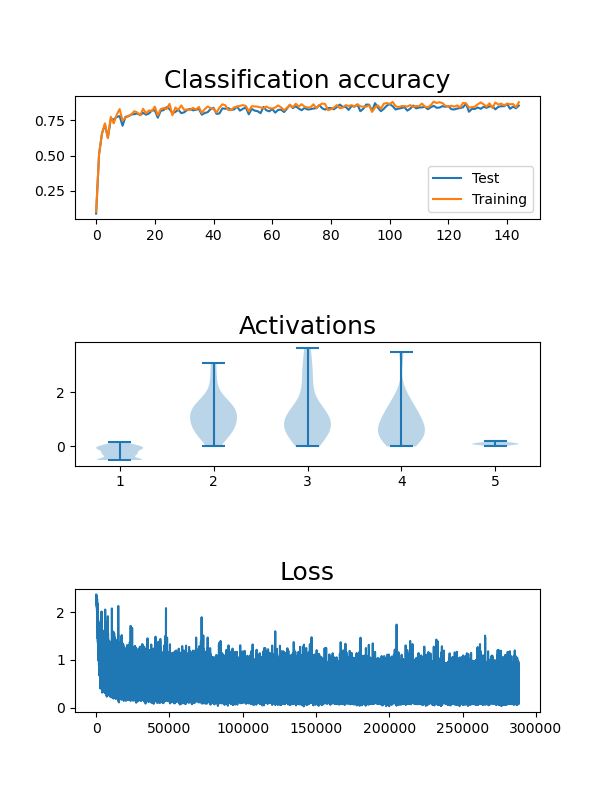 Classification accuracy
0.75
0.50
0.25
Test
Training
0 20 40 60 80 100 120 140
Activations
2
0
1 2 3 4 5
Loss
2
1
0
0 50000 100000 150000 200000 250000 300000